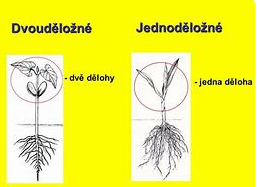 Dvouděložné
Jednoděložné
- dvě dělohy
- jedna děloha